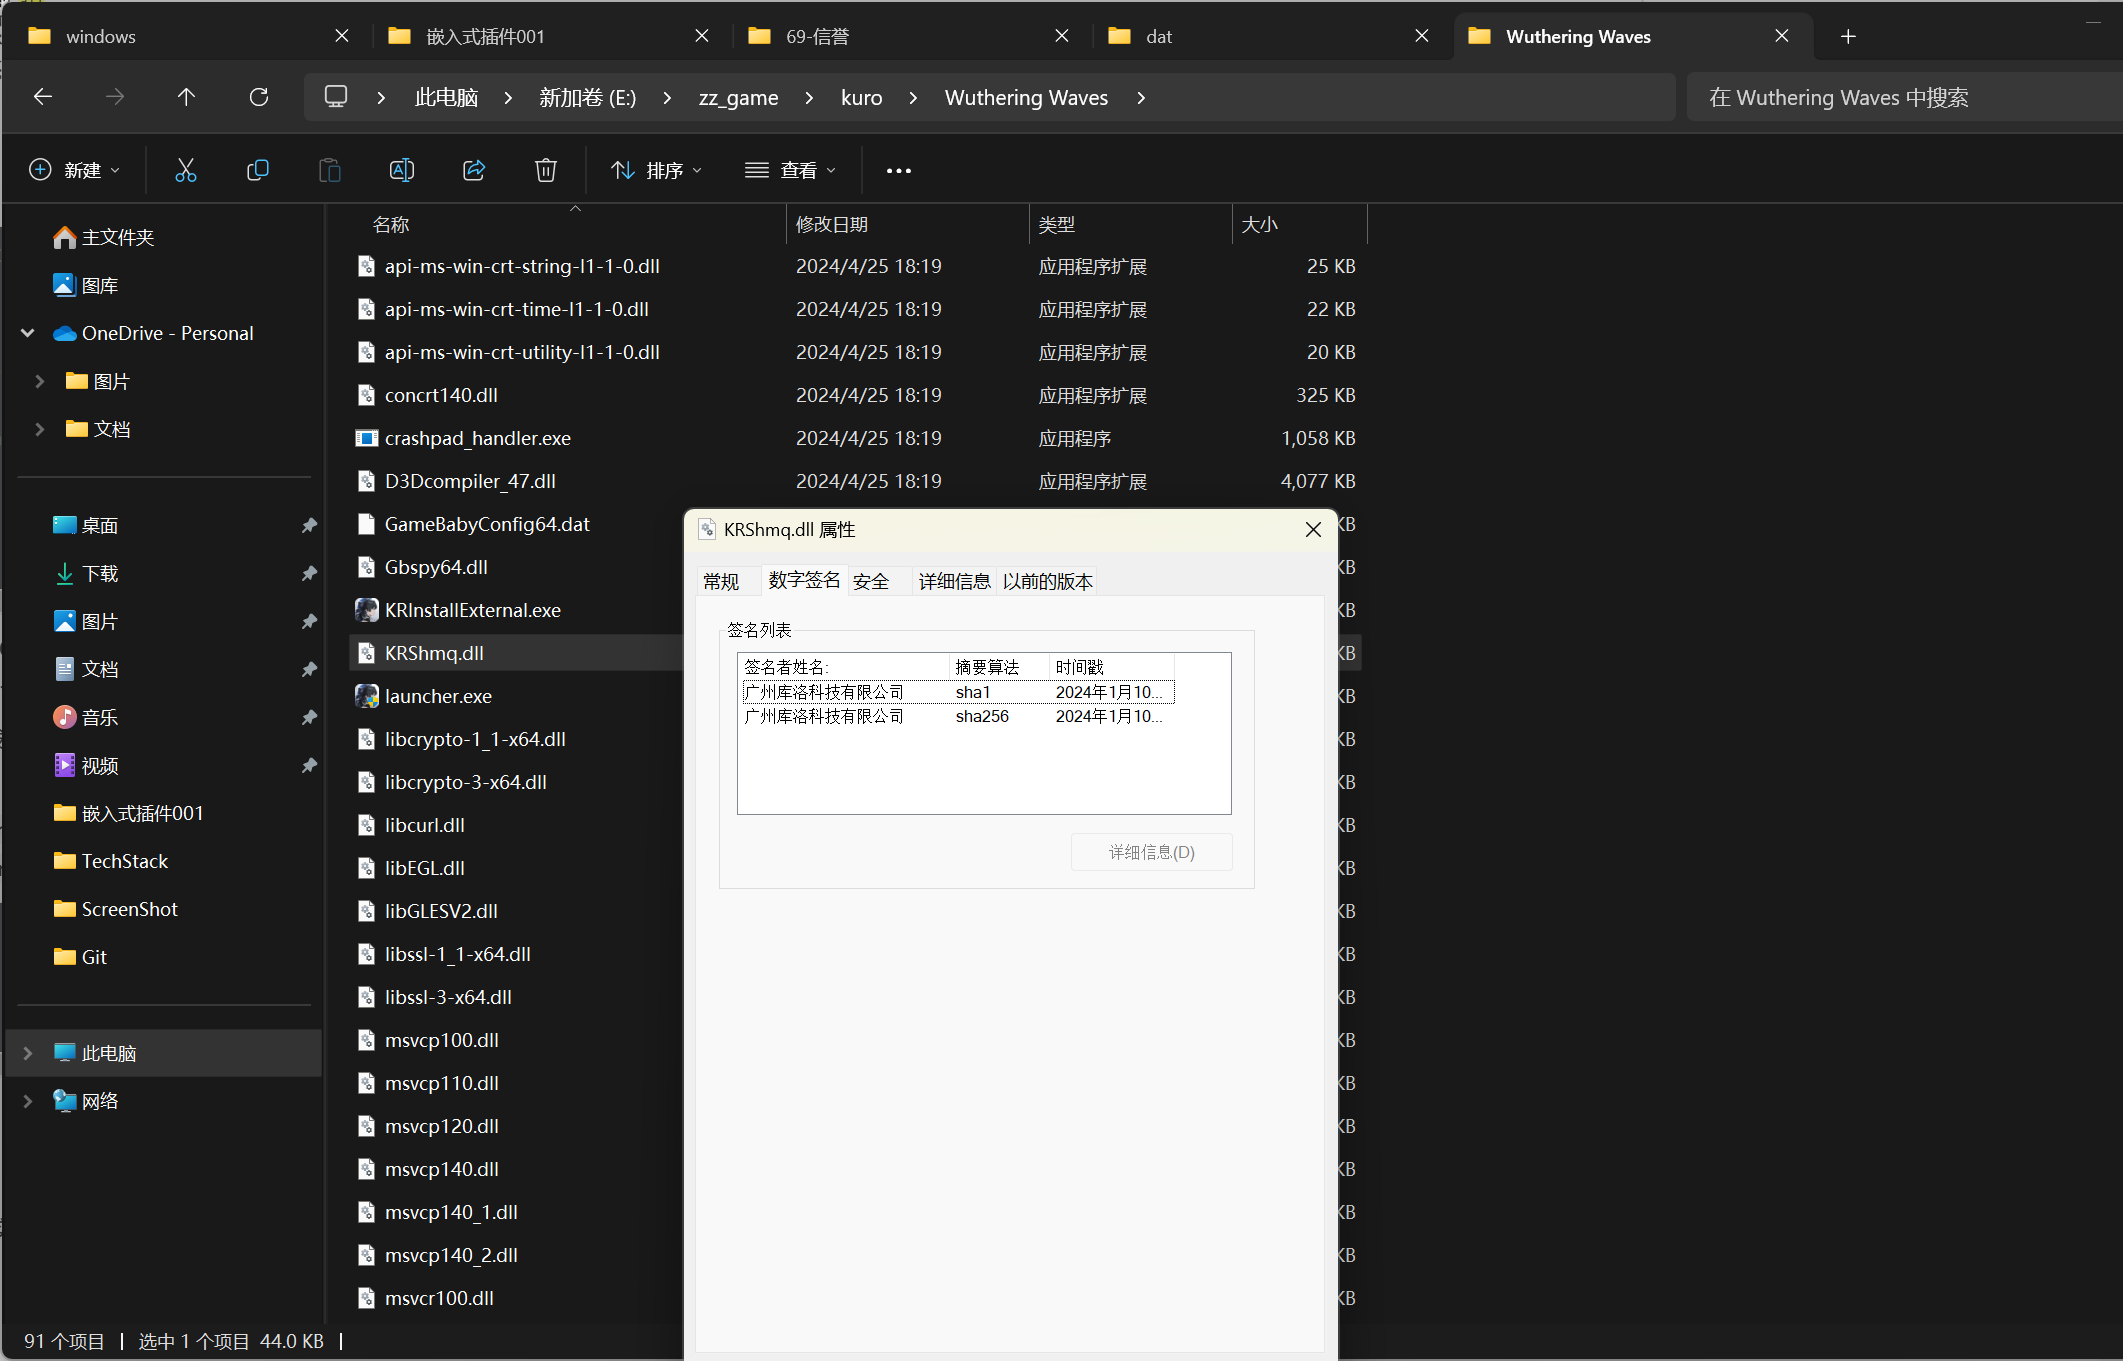 windows
嵌入式插件001
69-信誉
dat
Wuthering Waves
此电脑 > 新加卷 (E:) > zz_game > kuro > Wuthering Waves >
在 Wuthering Waves 中搜索
新建
排序
查看
名称 修改日期 类型 大小
主文件夹
图库
OneDrive - Personal
图片
文档
桌面
下载
图片
文档
音乐
视频
嵌入式插件001
TechStack
ScreenShot
Git
此电脑
网络
api-ms-win-crt-string-l1-1-0.dll 2024/4/25 18:19 应用程序扩展 25 KB
api-ms-win-crt-time-l1-1-0.dll 2024/4/25 18:19 应用程序扩展 22 KB
api-ms-win-crt-utility-l1-1-0.dll 2024/4/25 18:19 应用程序扩展 20 KB
concrt140.dll 2024/4/25 18:19 应用程序扩展 325 KB
crashpad_handler.exe 2024/4/25 18:19 应用程序 1,058 KB
D3Dcompiler_47.dll 2024/4/25 18:19 应用程序扩展 4,077 KB
GameBabyConfig64.dat KB
Gbspy64.dll KB
KRInstallExternal.exe KB
KRShmq.dll KB
launcher.exe KB
libcrypto-1_1-x64.dll KB
libcrypto-3-x64.dll KB
libcurl.dll KB
libEGL.dll KB
libGLESV2.dll KB
libssl-1_1-x64.dll KB
libssl-3-x64.dll KB
msvcp100.dll KB
msvcp110.dll KB
msvcp120.dll KB
msvcp140.dll KB
msvcp140_1.dll KB
msvcp140_2.dll KB
msvcr100.dll KB
KRShmq.dll 属性
常规 数字签名 安全 详细信息 以前的版本
签名列表
签名者姓名: 摘要算法 时间戳
广州库洛科技有限公司 sha1 2024年1月10...
广州库洛科技有限公司 sha256 2024年1月10...
详细信息(D)
91 个项目 | 选中 1 个项目 44.0 KB |